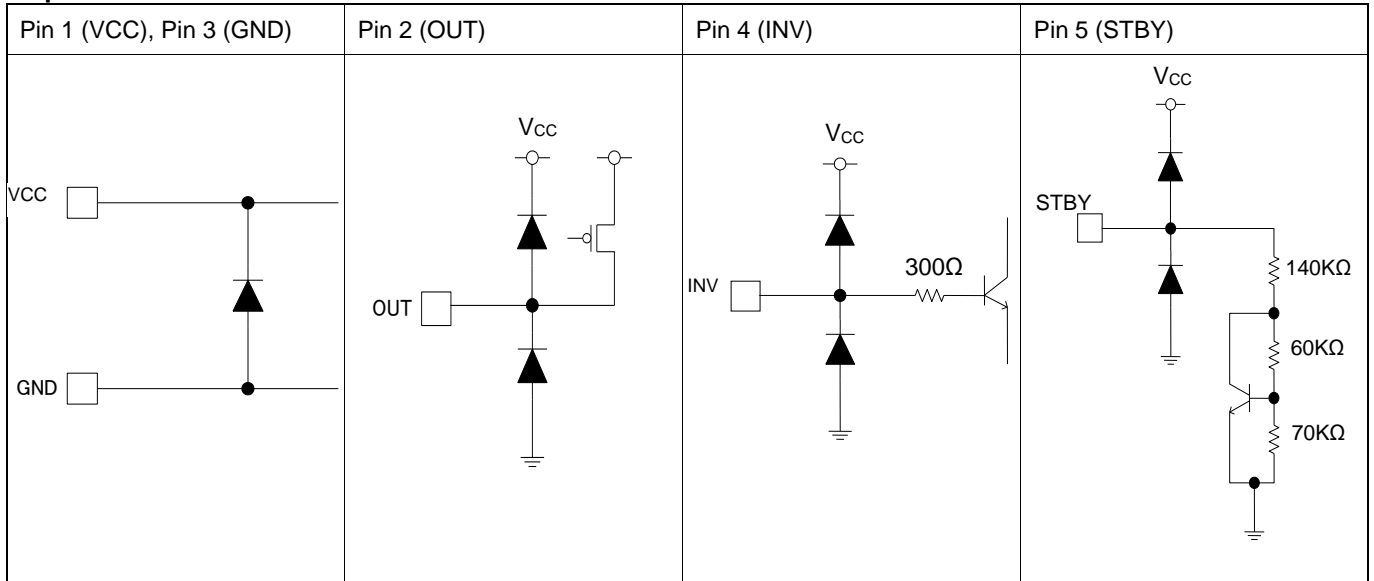 Pin 1 (VCC), Pin 3 (GND)
Pin 2 (OUT)
Pin 4 (INV)
Pin 5 (STBY)
VCC
GND
VCC
OUT
VCC
INV
300Ω
VCC
STBY
140KΩ
60KΩ
70KΩ